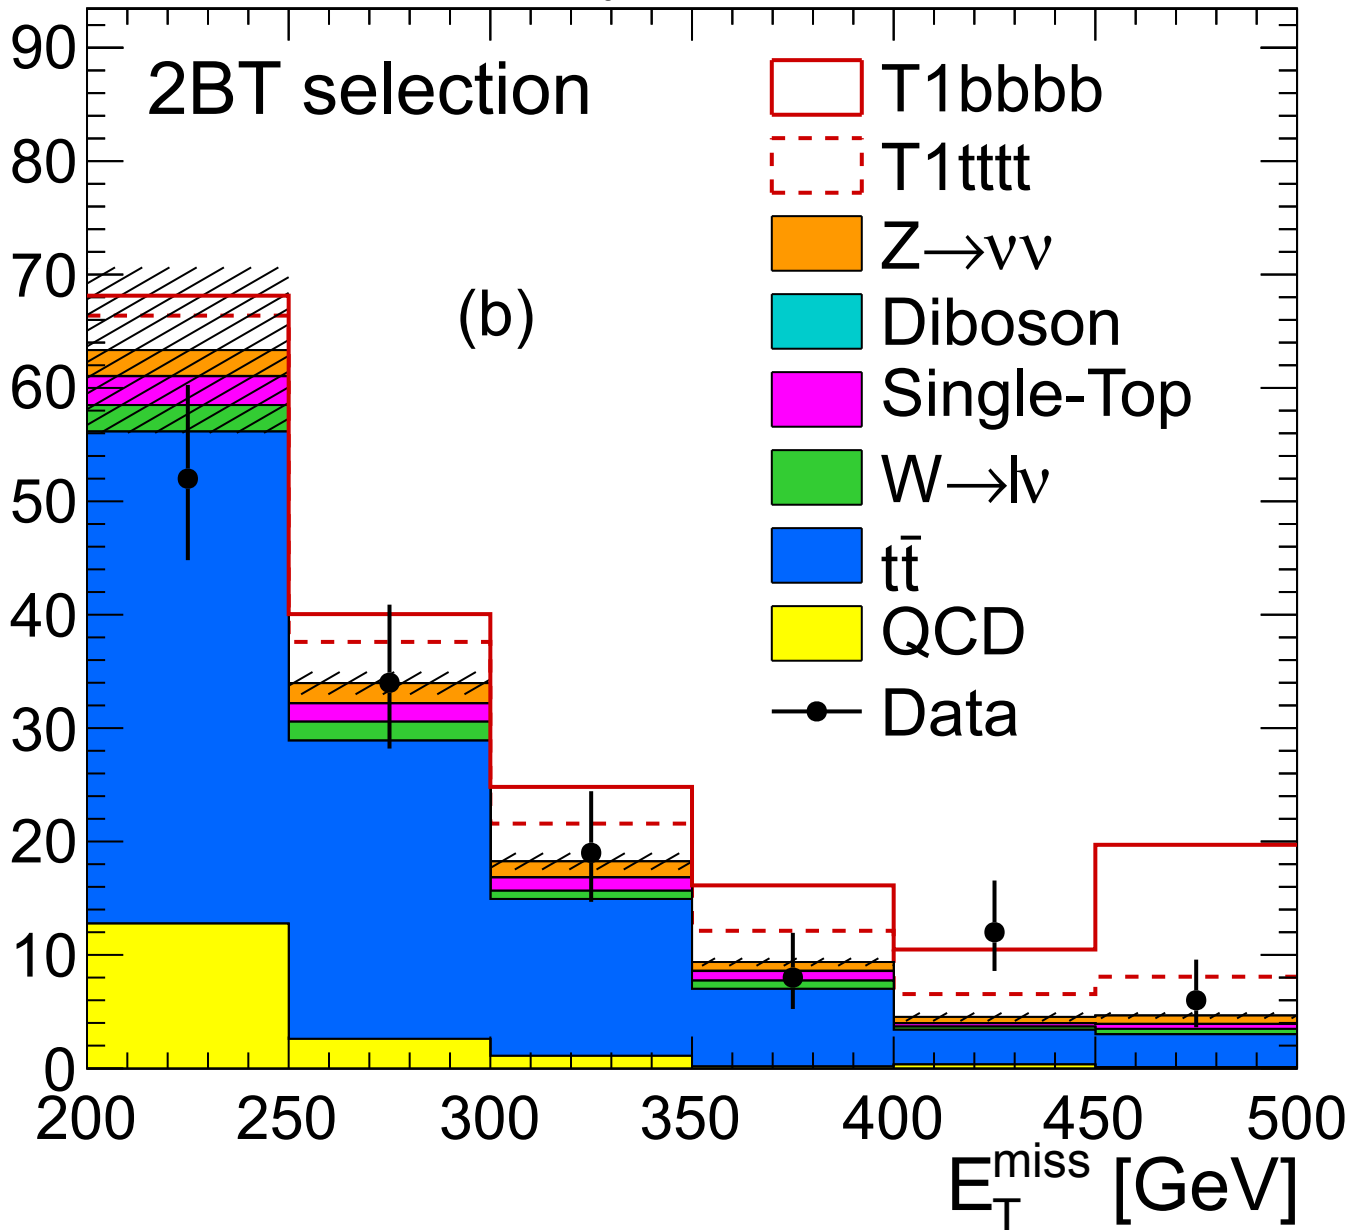 2BT selection
(b)
T1bbbb
T1tttt
Z→νν
Diboson
Single-Top
W→lν
tt̄
QCD
Data
90
80
70
60
50
40
30
20
10
0
200 250 300 350 400 450 500
E_T^miss [GeV]